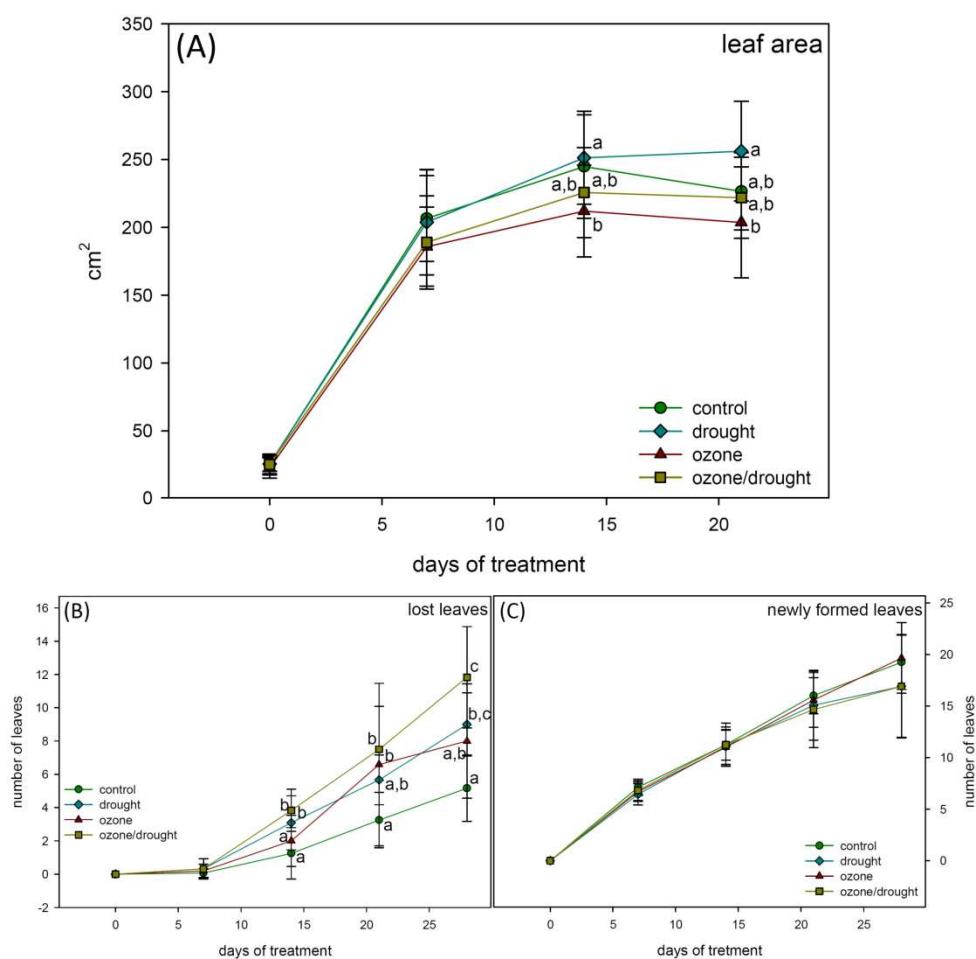 (A)
leaf area
350
300
250
200
150
100
50
0
cm2
a
a,b
a,b
b
a
a,b
a,b
b
control
drought
ozone
ozone/drought
0
5
10
15
20
days of treatment
(B)
lost leaves
16
14
12
10
8
6
4
2
0
-2
number of leaves
b
b
a
a
b
b
a,b
a
c
b,c
a,b
a
control
drought
ozone
ozone/drought
0
5
10
15
20
25
days of treatment
(C)
newly formed leaves
25
20
15
10
5
0
number of leaves
control
drought
ozone
ozone/drought
0
5
10
15
20
25
days of tretment